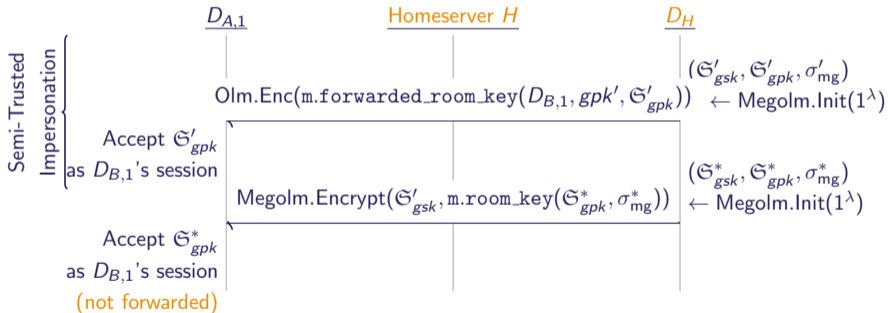 D_{A,1} Homeserver H D_H
Semi-Trusted
Impersonation
(𝔖′_{gsk}, 𝔖′_{gpk}, σ′_{mg})
← Megolm.Init(1^λ)
Olm.Enc(m.forwarded_room_key(D_{B,1}, gpk′, 𝔖′_{gpk}))
Accept 𝔖′_{gpk}
as D_{B,1}'s session
(𝔖*_{gsk}, 𝔖*_{gpk}, σ*_{mg})
← Megolm.Init(1^λ)
Megolm.Encrypt(𝔖′_{gsk}, m.room_key(𝔖*_{gpk}, σ*_{mg}))
Accept 𝔖*_{gpk}
as D_{B,1}'s session
(not forwarded)